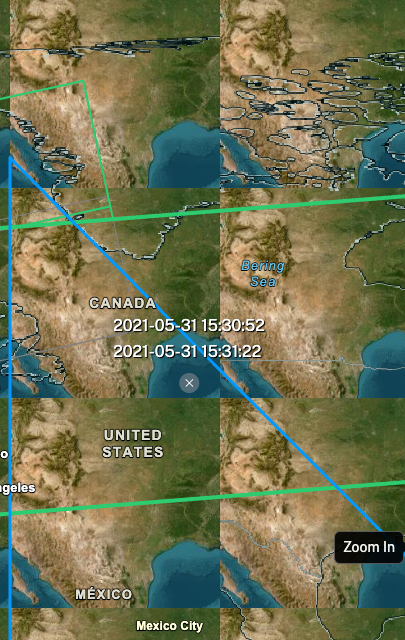 Bering
Sea
CANADA
2021-05-31 15:30:52
2021-05-31 15:31:22
UNITED
STATES
o
ngeles
Zoom In
MÉXICO
Mexico City